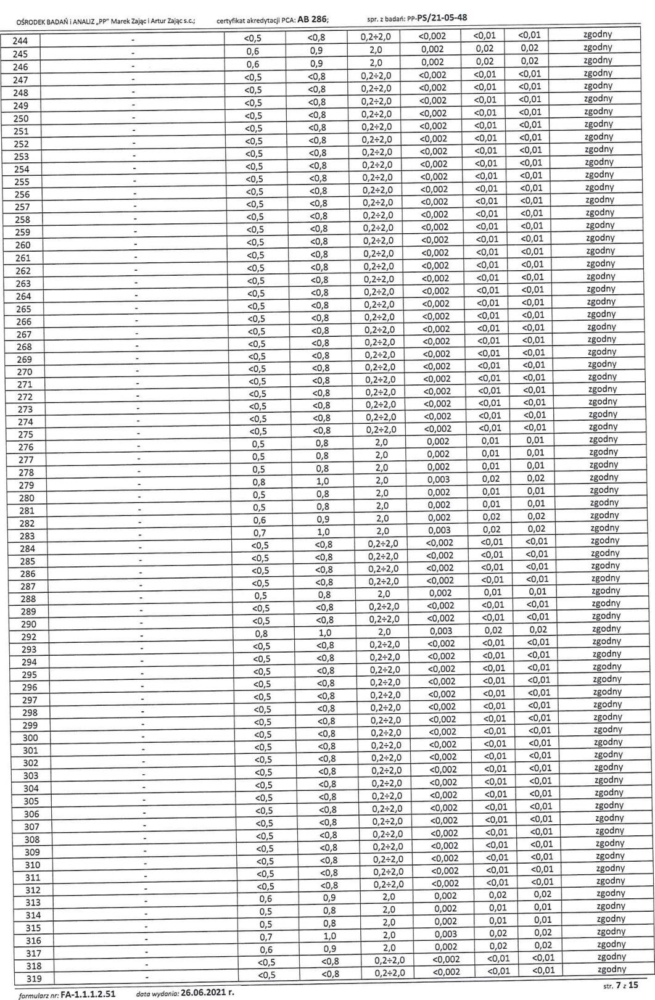 OŚRODEK BADAŃ i ANALIZ „PP" Marek Zając i Artur Zając s.c.; certyfikat akredytacji PCA: AB 286; spr. z badań: PP-PS/21-05-48
244 - <0,5 <0,8 0,2÷2,0 <0,002 <0,01 <0,01 zgodny
245 - 0,6 0,9 2,0 0,002 0,02 0,02 zgodny
246 - 0,6 0,9 2,0 0,002 0,02 0,02 zgodny
247 - <0,5 <0,8 0,2÷2,0 <0,002 <0,01 <0,01 zgodny
248 - <0,5 <0,8 0,2÷2,0 <0,002 <0,01 <0,01 zgodny
249 - <0,5 <0,8 0,2÷2,0 <0,002 <0,01 <0,01 zgodny
250 - <0,5 <0,8 0,2÷2,0 <0,002 <0,01 <0,01 zgodny
251 - <0,5 <0,8 0,2÷2,0 <0,002 <0,01 <0,01 zgodny
252 - <0,5 <0,8 0,2÷2,0 <0,002 <0,01 <0,01 zgodny
253 - <0,5 <0,8 0,2÷2,0 <0,002 <0,01 <0,01 zgodny
254 - <0,5 <0,8 0,2÷2,0 <0,002 <0,01 <0,01 zgodny
255 - <0,5 <0,8 0,2÷2,0 <0,002 <0,01 <0,01 zgodny
256 - <0,5 <0,8 0,2÷2,0 <0,002 <0,01 <0,01 zgodny
257 - <0,5 <0,8 0,2÷2,0 <0,002 <0,01 <0,01 zgodny
258 - <0,5 <0,8 0,2÷2,0 <0,002 <0,01 <0,01 zgodny
259 - <0,5 <0,8 0,2÷2,0 <0,002 <0,01 <0,01 zgodny
260 - <0,5 <0,8 0,2÷2,0 <0,002 <0,01 <0,01 zgodny
261 - <0,5 <0,8 0,2÷2,0 <0,002 <0,01 <0,01 zgodny
262 - <0,5 <0,8 0,2÷2,0 <0,002 <0,01 <0,01 zgodny
263 - <0,5 <0,8 0,2÷2,0 <0,002 <0,01 <0,01 zgodny
264 - <0,5 <0,8 0,2÷2,0 <0,002 <0,01 <0,01 zgodny
265 - <0,5 <0,8 0,2÷2,0 <0,002 <0,01 <0,01 zgodny
266 - <0,5 <0,8 0,2÷2,0 <0,002 <0,01 <0,01 zgodny
267 - <0,5 <0,8 0,2÷2,0 <0,002 <0,01 <0,01 zgodny
268 - <0,5 <0,8 0,2÷2,0 <0,002 <0,01 <0,01 zgodny
269 - <0,5 <0,8 0,2÷2,0 <0,002 <0,01 <0,01 zgodny
270 - <0,5 <0,8 0,2÷2,0 <0,002 <0,01 <0,01 zgodny
271 - <0,5 <0,8 0,2÷2,0 <0,002 <0,01 <0,01 zgodny
272 - <0,5 <0,8 0,2÷2,0 <0,002 <0,01 <0,01 zgodny
273 - <0,5 <0,8 0,2÷2,0 <0,002 <0,01 <0,01 zgodny
274 - <0,5 <0,8 0,2÷2,0 <0,002 <0,01 <0,01 zgodny
275 - <0,5 <0,8 0,2÷2,0 <0,002 <0,01 <0,01 zgodny
276 - 0,5 0,8 2,0 0,002 0,01 0,01 zgodny
277 - 0,5 0,8 2,0 0,002 0,01 0,01 zgodny
278 - 0,5 0,8 2,0 0,002 0,01 0,01 zgodny
279 - 0,8 1,0 2,0 0,003 0,02 0,02 zgodny
280 - 0,5 0,8 2,0 0,002 0,01 0,01 zgodny
281 - 0,5 0,8 2,0 0,002 0,01 0,01 zgodny
282 - 0,6 0,9 2,0 0,002 0,02 0,02 zgodny
283 - 0,7 1,0 2,0 0,003 0,02 0,02 zgodny
284 - <0,5 <0,8 0,2÷2,0 <0,002 <0,01 <0,01 zgodny
285 - <0,5 <0,8 0,2÷2,0 <0,002 <0,01 <0,01 zgodny
286 - <0,5 <0,8 0,2÷2,0 <0,002 <0,01 <0,01 zgodny
287 - <0,5 <0,8 0,2÷2,0 <0,002 <0,01 <0,01 zgodny
288 - 0,5 0,8 2,0 0,002 0,01 0,01 zgodny
289 - <0,5 <0,8 0,2÷2,0 <0,002 <0,01 <0,01 zgodny
290 - <0,5 <0,8 0,2÷2,0 <0,002 <0,01 <0,01 zgodny
292 - 0,8 1,0 2,0 0,003 0,02 0,02 zgodny
293 - <0,5 <0,8 0,2÷2,0 <0,002 <0,01 <0,01 zgodny
294 - <0,5 <0,8 0,2÷2,0 <0,002 <0,01 <0,01 zgodny
295 - <0,5 <0,8 0,2÷2,0 <0,002 <0,01 <0,01 zgodny
296 - <0,5 <0,8 0,2÷2,0 <0,002 <0,01 <0,01 zgodny
297 - <0,5 <0,8 0,2÷2,0 <0,002 <0,01 <0,01 zgodny
298 - <0,5 <0,8 0,2÷2,0 <0,002 <0,01 <0,01 zgodny
299 - <0,5 <0,8 0,2÷2,0 <0,002 <0,01 <0,01 zgodny
300 - <0,5 <0,8 0,2÷2,0 <0,002 <0,01 <0,01 zgodny
301 - <0,5 <0,8 0,2÷2,0 <0,002 <0,01 <0,01 zgodny
302 - <0,5 <0,8 0,2÷2,0 <0,002 <0,01 <0,01 zgodny
303 - <0,5 <0,8 0,2÷2,0 <0,002 <0,01 <0,01 zgodny
304 - <0,5 <0,8 0,2÷2,0 <0,002 <0,01 <0,01 zgodny
305 - <0,5 <0,8 0,2÷2,0 <0,002 <0,01 <0,01 zgodny
306 - <0,5 <0,8 0,2÷2,0 <0,002 <0,01 <0,01 zgodny
307 - <0,5 <0,8 0,2÷2,0 <0,002 <0,01 <0,01 zgodny
308 - <0,5 <0,8 0,2÷2,0 <0,002 <0,01 <0,01 zgodny
309 - <0,5 <0,8 0,2÷2,0 <0,002 <0,01 <0,01 zgodny
310 - <0,5 <0,8 0,2÷2,0 <0,002 <0,01 <0,01 zgodny
311 - <0,5 <0,8 0,2÷2,0 <0,002 <0,01 <0,01 zgodny
312 - <0,5 <0,8 0,2÷2,0 <0,002 <0,01 <0,01 zgodny
313 - 0,6 0,9 2,0 0,002 0,02 0,02 zgodny
314 - 0,5 0,8 2,0 0,002 0,01 0,01 zgodny
315 - 0,5 0,8 2,0 0,002 0,01 0,01 zgodny
316 - 0,7 1,0 2,0 0,003 0,02 0,02 zgodny
317 - 0,6 0,9 2,0 0,002 0,02 0,02 zgodny
318 - <0,5 <0,8 0,2÷2,0 <0,002 <0,01 <0,01 zgodny
319 - <0,5 <0,8 0,2÷2,0 <0,002 <0,01 <0,01 zgodny
formularz nr: FA-1.1.1.2.51 data wydania: 26.06.2021 r. str. 7 z 15